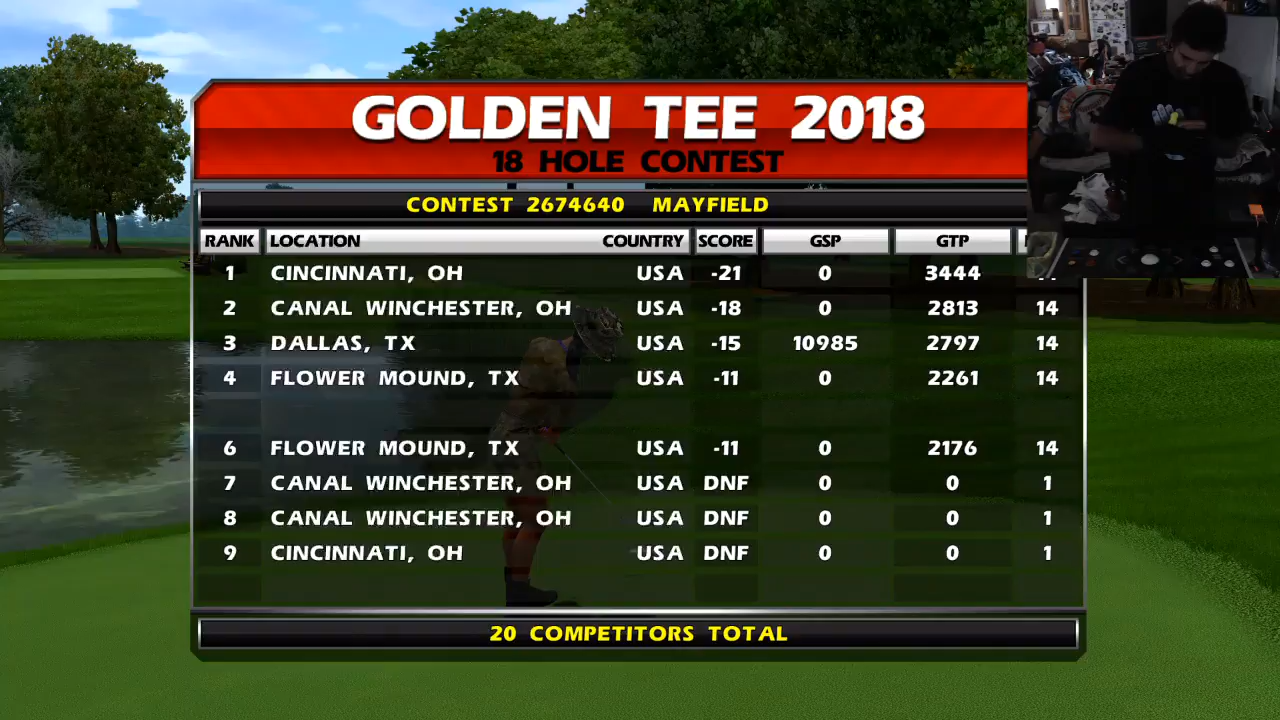 GOLDEN TEE 2018
18 HOLE CONTEST
CONTEST 2674640 MAYFIELD
RANK LOCATION COUNTRY SCORE GSP GTP
1 CINCINNATI, OH USA -21 0 3444
2 CANAL WINCHESTER, OH USA -18 0 2813 14
3 DALLAS, TX USA -15 10985 2797 14
4 FLOWER MOUND, TX USA -11 0 2261 14
6 FLOWER MOUND, TX USA -11 0 2176 14
7 CANAL WINCHESTER, OH USA DNF 0 0 1
8 CANAL WINCHESTER, OH USA DNF 0 0 1
9 CINCINNATI, OH USA DNF 0 0 1
20 COMPETITORS TOTAL